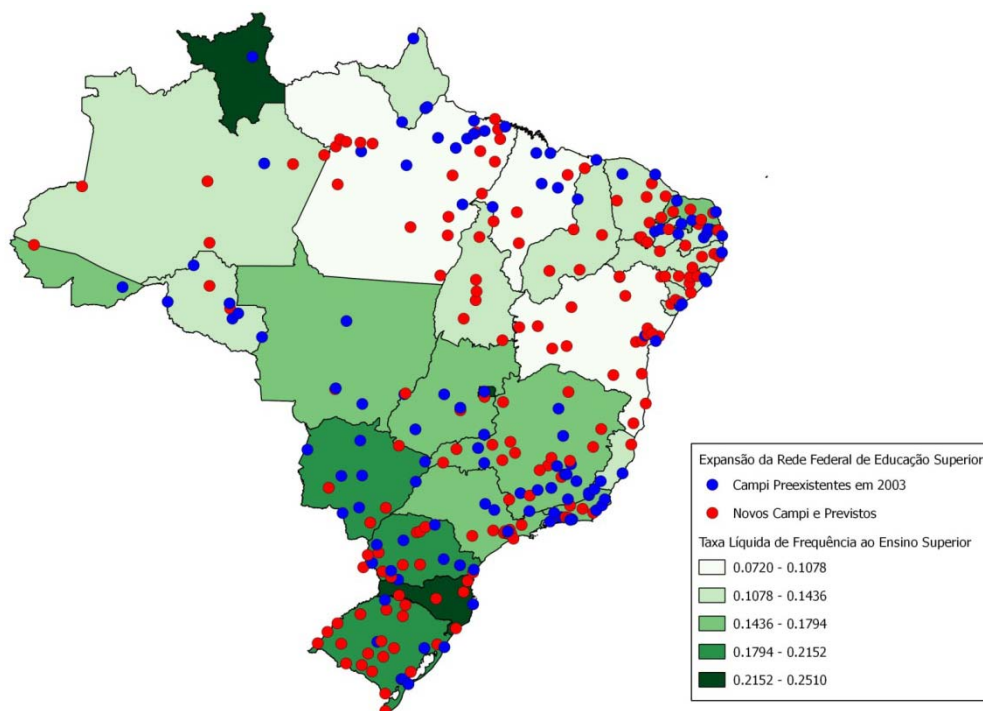 Expansão da Rede Federal de Educação Superior
Campi Preexistentes em 2003
Novos Campi e Previstos
Taxa Líquida de Frequência ao Ensino Superior
0.0720 - 0.1078
0.1078 - 0.1436
0.1436 - 0.1794
0.1794 - 0.2152
0.2152 - 0.2510